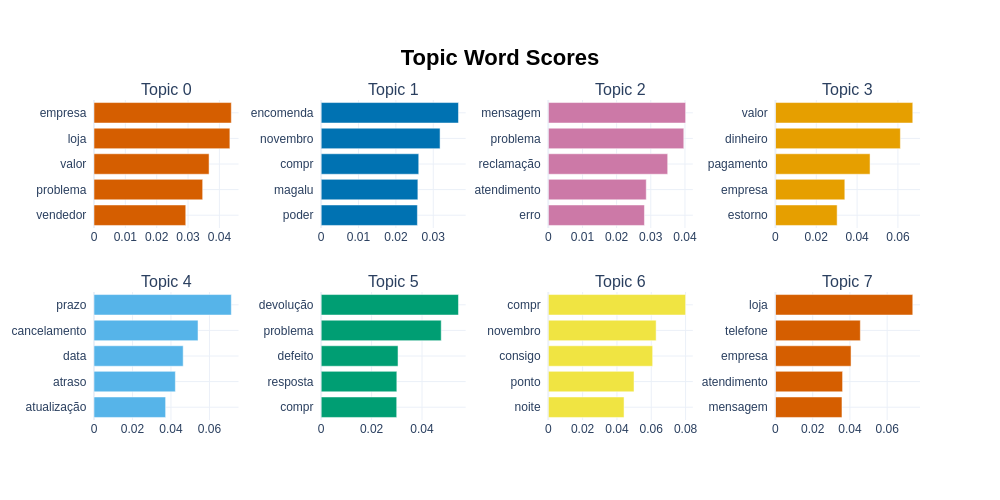 Topic Word Scores
Topic 0
empresa
loja
valor
problema
vendedor
0 0.01 0.02 0.03 0.04
Topic 1
encomenda
novembro
compr
magalu
poder
0 0.01 0.02 0.03
Topic 2
mensagem
problema
reclamação
atendimento
erro
0 0.01 0.02 0.03 0.04
Topic 3
valor
dinheiro
pagamento
empresa
estorno
0 0.02 0.04 0.06
Topic 4
prazo
cancelamento
data
atraso
atualização
0 0.02 0.04 0.06
Topic 5
devolução
problema
defeito
resposta
compr
0 0.02 0.04
Topic 6
compr
novembro
consigo
ponto
noite
0 0.02 0.04 0.06 0.08
Topic 7
loja
telefone
empresa
atendimento
mensagem
0 0.02 0.04 0.06